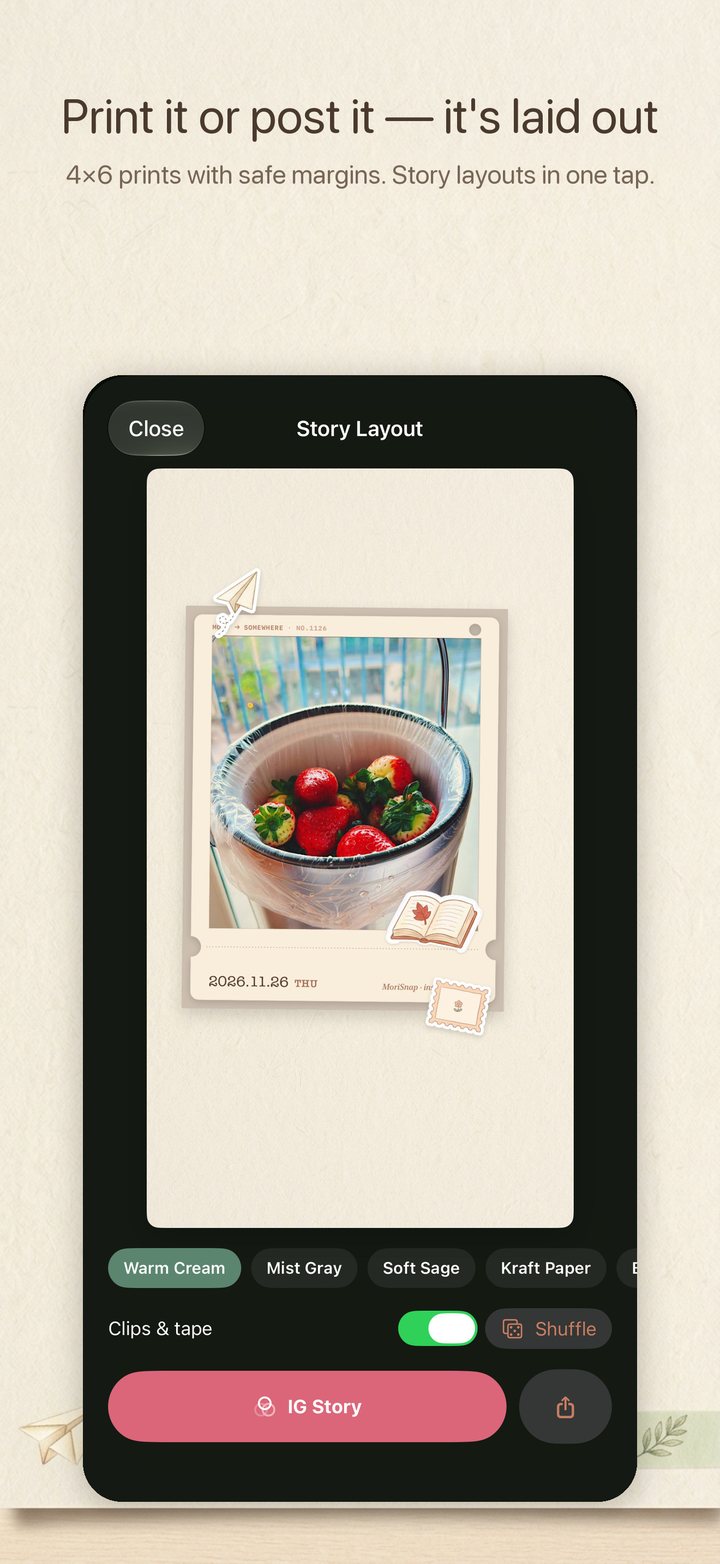 Print it or post it — it's laid out
4×6 prints with safe margins. Story layouts in one tap.
Close
Story Layout
→ SOMEWHERE · NO.1126
2026.11.26 THU
MoriSnap ·
Warm Cream
Mist Gray
Soft Sage
Kraft Paper
Clips & tape
Shuffle
IG Story